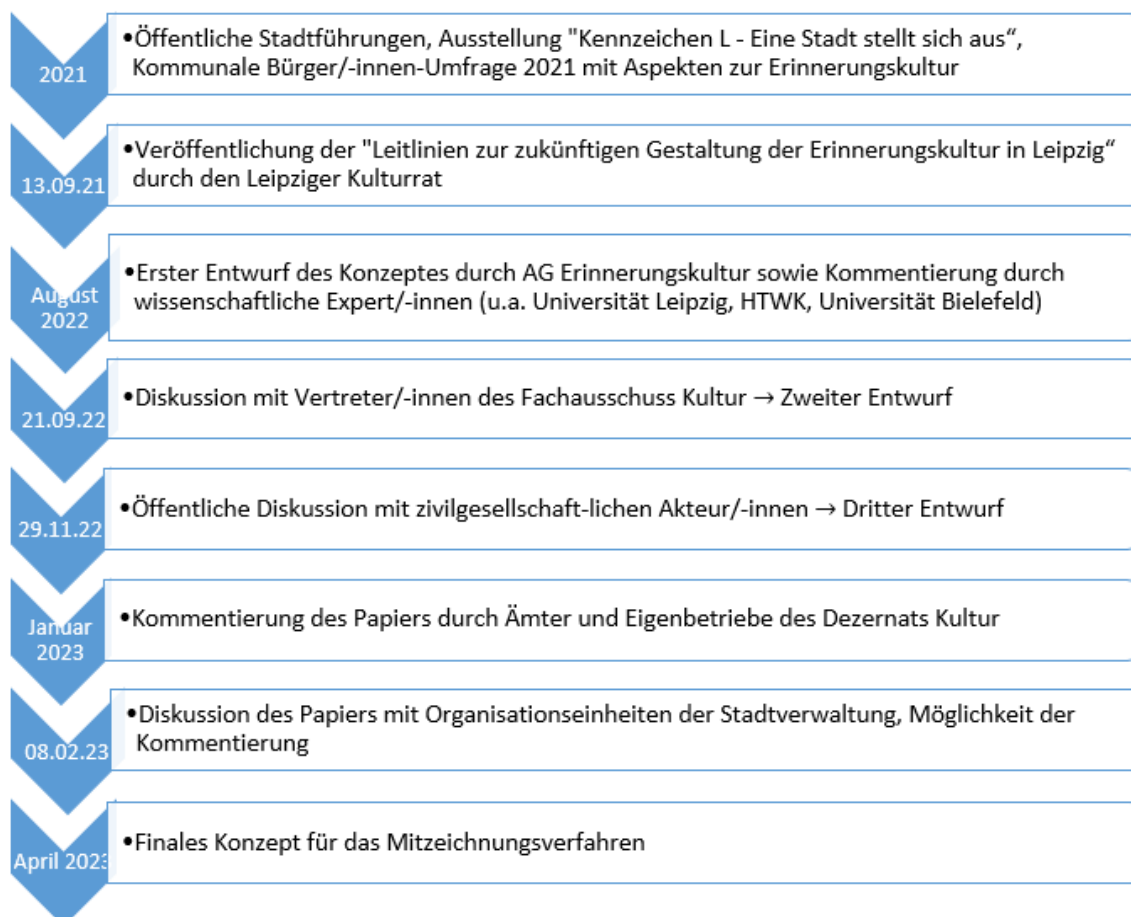 2021
•Öffentliche Stadtführungen, Ausstellung "Kennzeichen L - Eine Stadt stellt sich aus“,
Kommunale Bürger/-innen-Umfrage 2021 mit Aspekten zur Erinnerungskultur
13.09.21
•Veröffentlichung der "Leitlinien zur zukünftigen Gestaltung der Erinnerungskultur in Leipzig“
durch den Leipziger Kulturrat
August
2022
•Erster Entwurf des Konzeptes durch AG Erinnerungskultur sowie Kommentierung durch
wissenschaftliche Expert/-innen (u.a. Universität Leipzig, HTWK, Universität Bielefeld)
21.09.22
•Diskussion mit Vertreter/-innen des Fachausschuss Kultur → Zweiter Entwurf
29.11.22
•Öffentliche Diskussion mit zivilgesellschaft-lichen Akteur/-innen → Dritter Entwurf
Januar
2023
•Kommentierung des Papiers durch Ämter und Eigenbetriebe des Dezernats Kultur
08.02.23
•Diskussion des Papiers mit Organisationseinheiten der Stadtverwaltung, Möglichkeit der
Kommentierung
April 2023
•Finales Konzept für das Mitzeichnungsverfahren